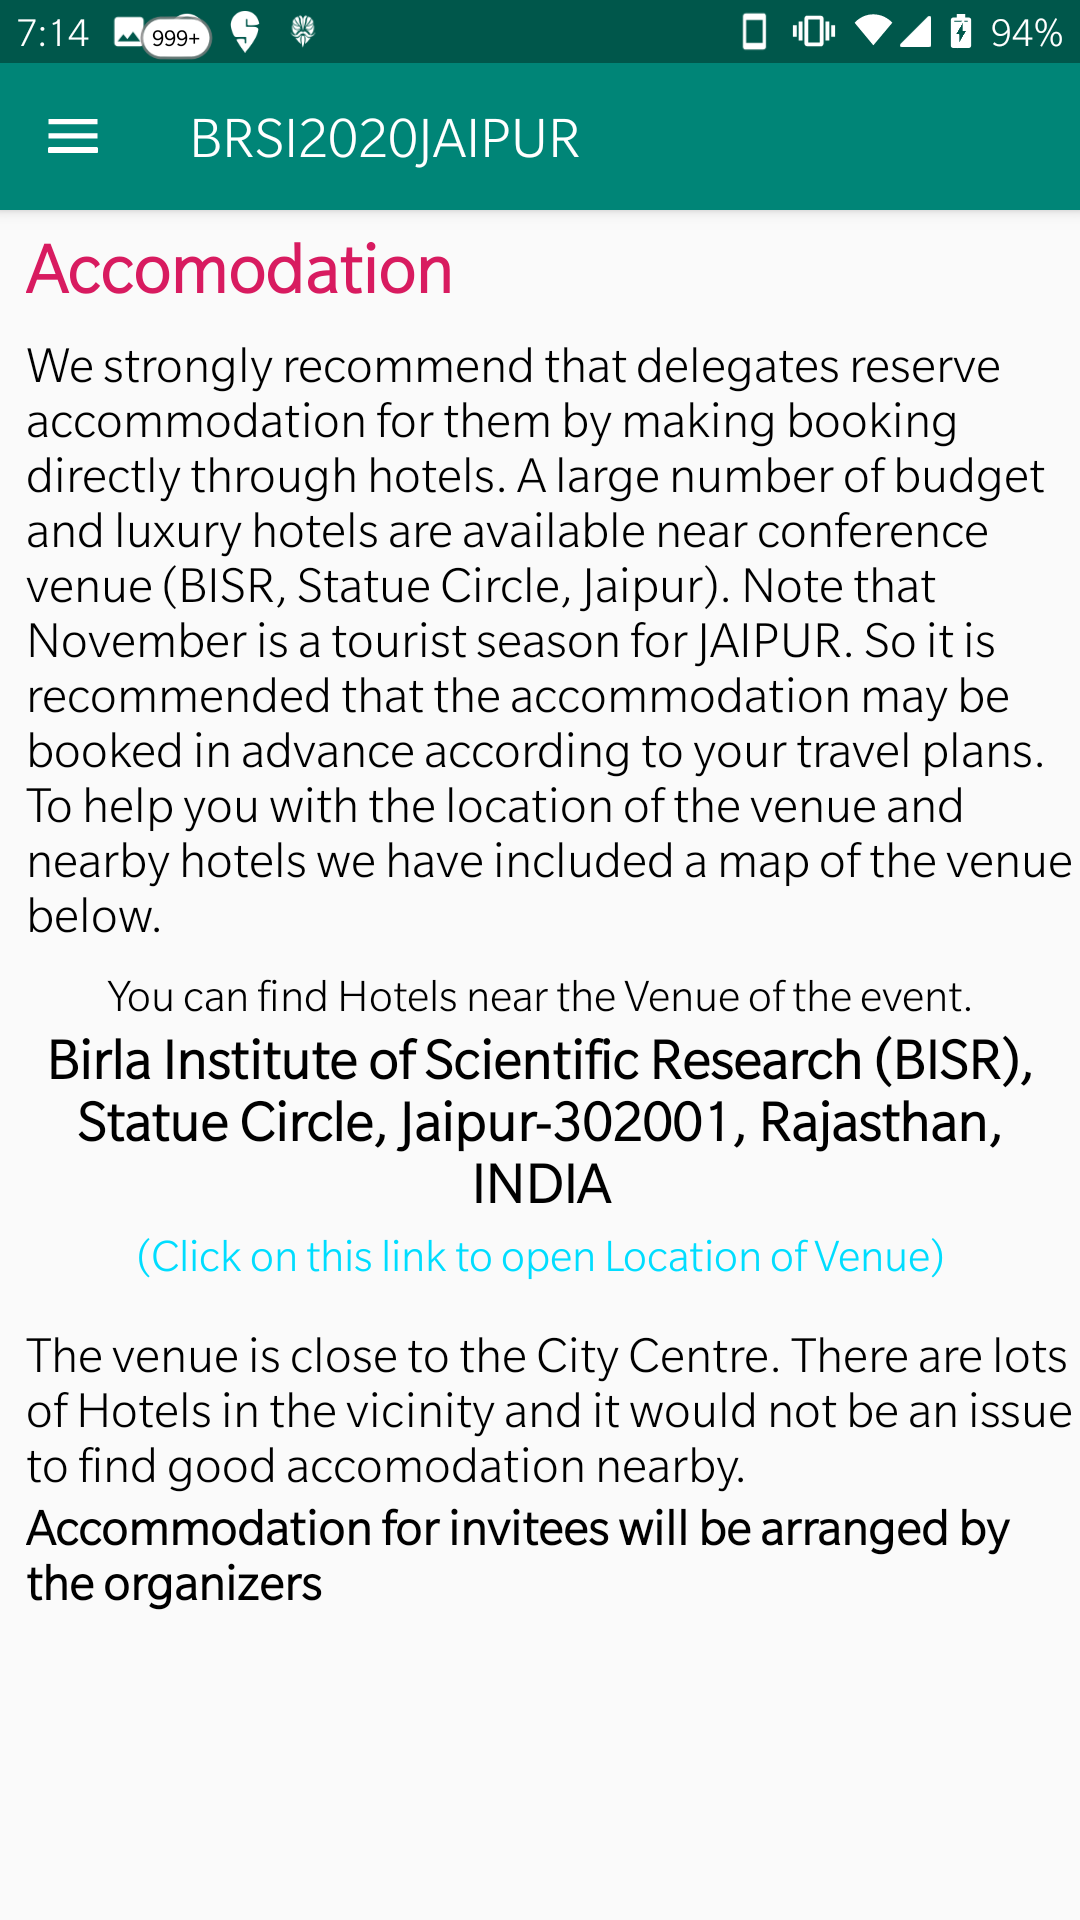 7:14 999+ 94%
BRSI2020JAIPUR
Accomodation
We strongly recommend that delegates reserve
accommodation for them by making booking
directly through hotels. A large number of budget
and luxury hotels are available near conference
venue (BISR, Statue Circle, Jaipur). Note that
November is a tourist season for JAIPUR. So it is
recommended that the accommodation may be
booked in advance according to your travel plans.
To help you with the location of the venue and
nearby hotels we have included a map of the venue
below.
You can find Hotels near the Venue of the event.
Birla Institute of Scientific Research (BISR),
Statue Circle, Jaipur-302001, Rajasthan,
INDIA
(Click on this link to open Location of Venue)
The venue is close to the City Centre. There are lots
of Hotels in the vicinity and it would not be an issue
to find good accomodation nearby.
Accommodation for invitees will be arranged by
the organizers